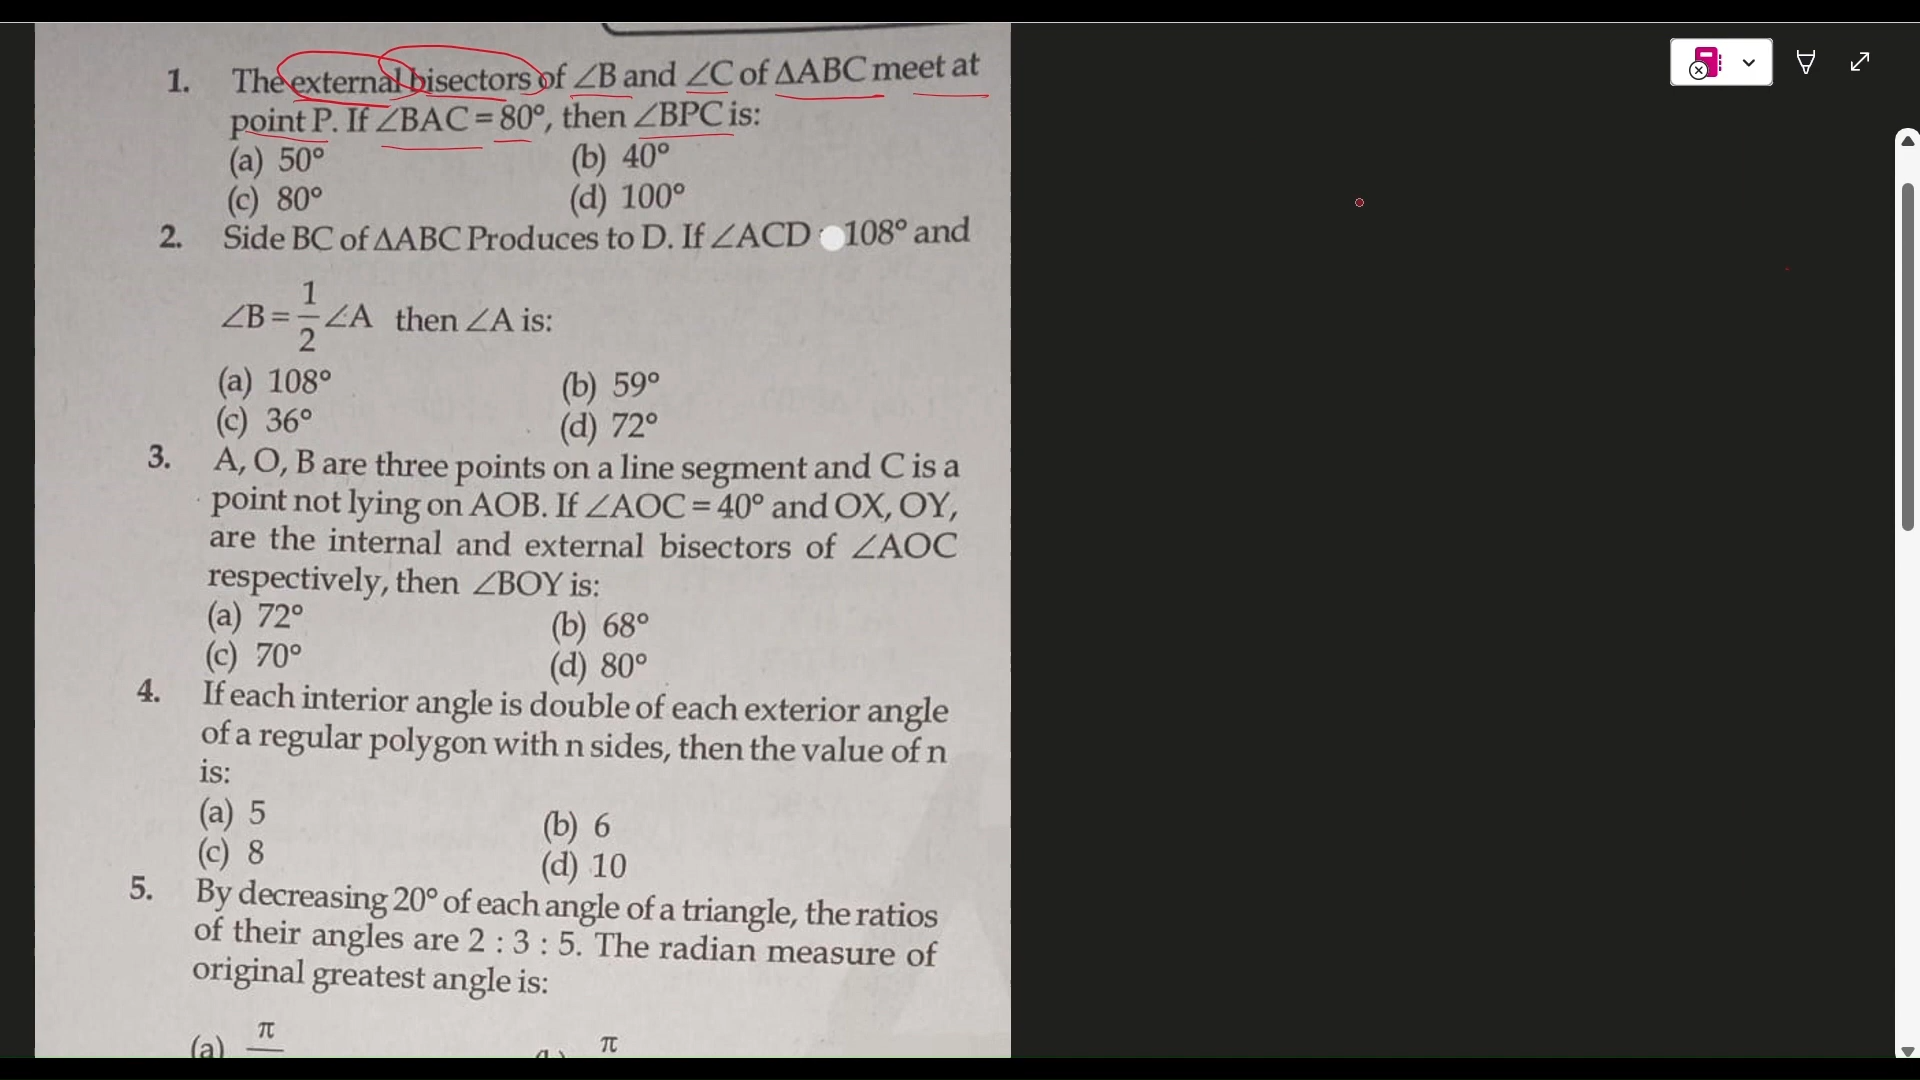 1. The external bisectors of ∠B and ∠C of ΔABC meet at
point P. If ∠BAC = 80°, then ∠BPC is:
(a) 50° (b) 40°
(c) 80° (d) 100°
2. Side BC of ΔABC Produces to D. If ∠ACD 108° and
∠B = 1/2 ∠A then ∠A is:
(a) 108° (b) 59°
(c) 36° (d) 72°
3. A, O, B are three points on a line segment and C is a
point not lying on AOB. If ∠AOC = 40° and OX, OY,
are the internal and external bisectors of ∠AOC
respectively, then ∠BOY is:
(a) 72° (b) 68°
(c) 70° (d) 80°
4. If each interior angle is double of each exterior angle
of a regular polygon with n sides, then the value of n
is:
(a) 5 (b) 6
(c) 8 (d) 10
5. By decreasing 20° of each angle of a triangle, the ratios
of their angles are 2 : 3 : 5. The radian measure of
original greatest angle is:
(a) π π